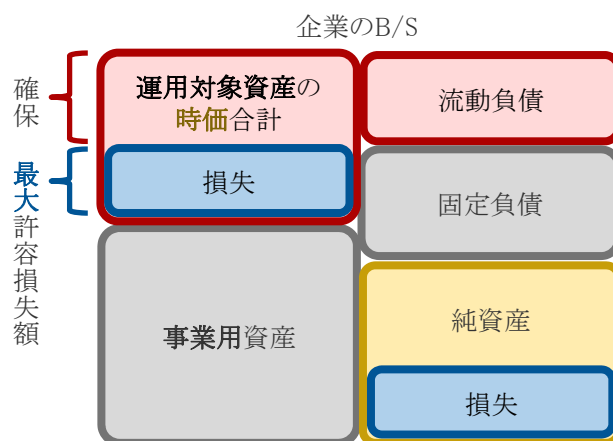 企業のB/S
確保
運用対象資産の
時価合計
流動負債
最大許容損失額
損失
固定負債
事業用資産
純資産
損失